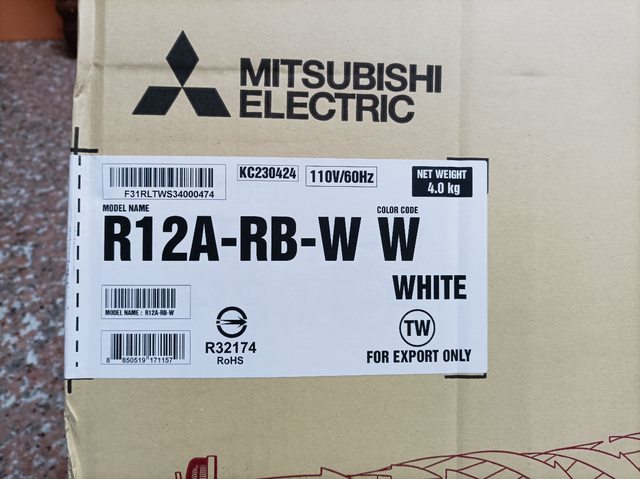 MITSUBISHI
ELECTRIC
F31RLTWS34000474
KC230424
110V/60Hz
NET WEIGHT
4.0 kg
MODEL NAME
COLOR CODE
R12A-RB-W W
WHITE
MODEL NAME : R12A-RB-W
8 850519 171157
R32174
RoHS
TW
FOR EXPORT ONLY